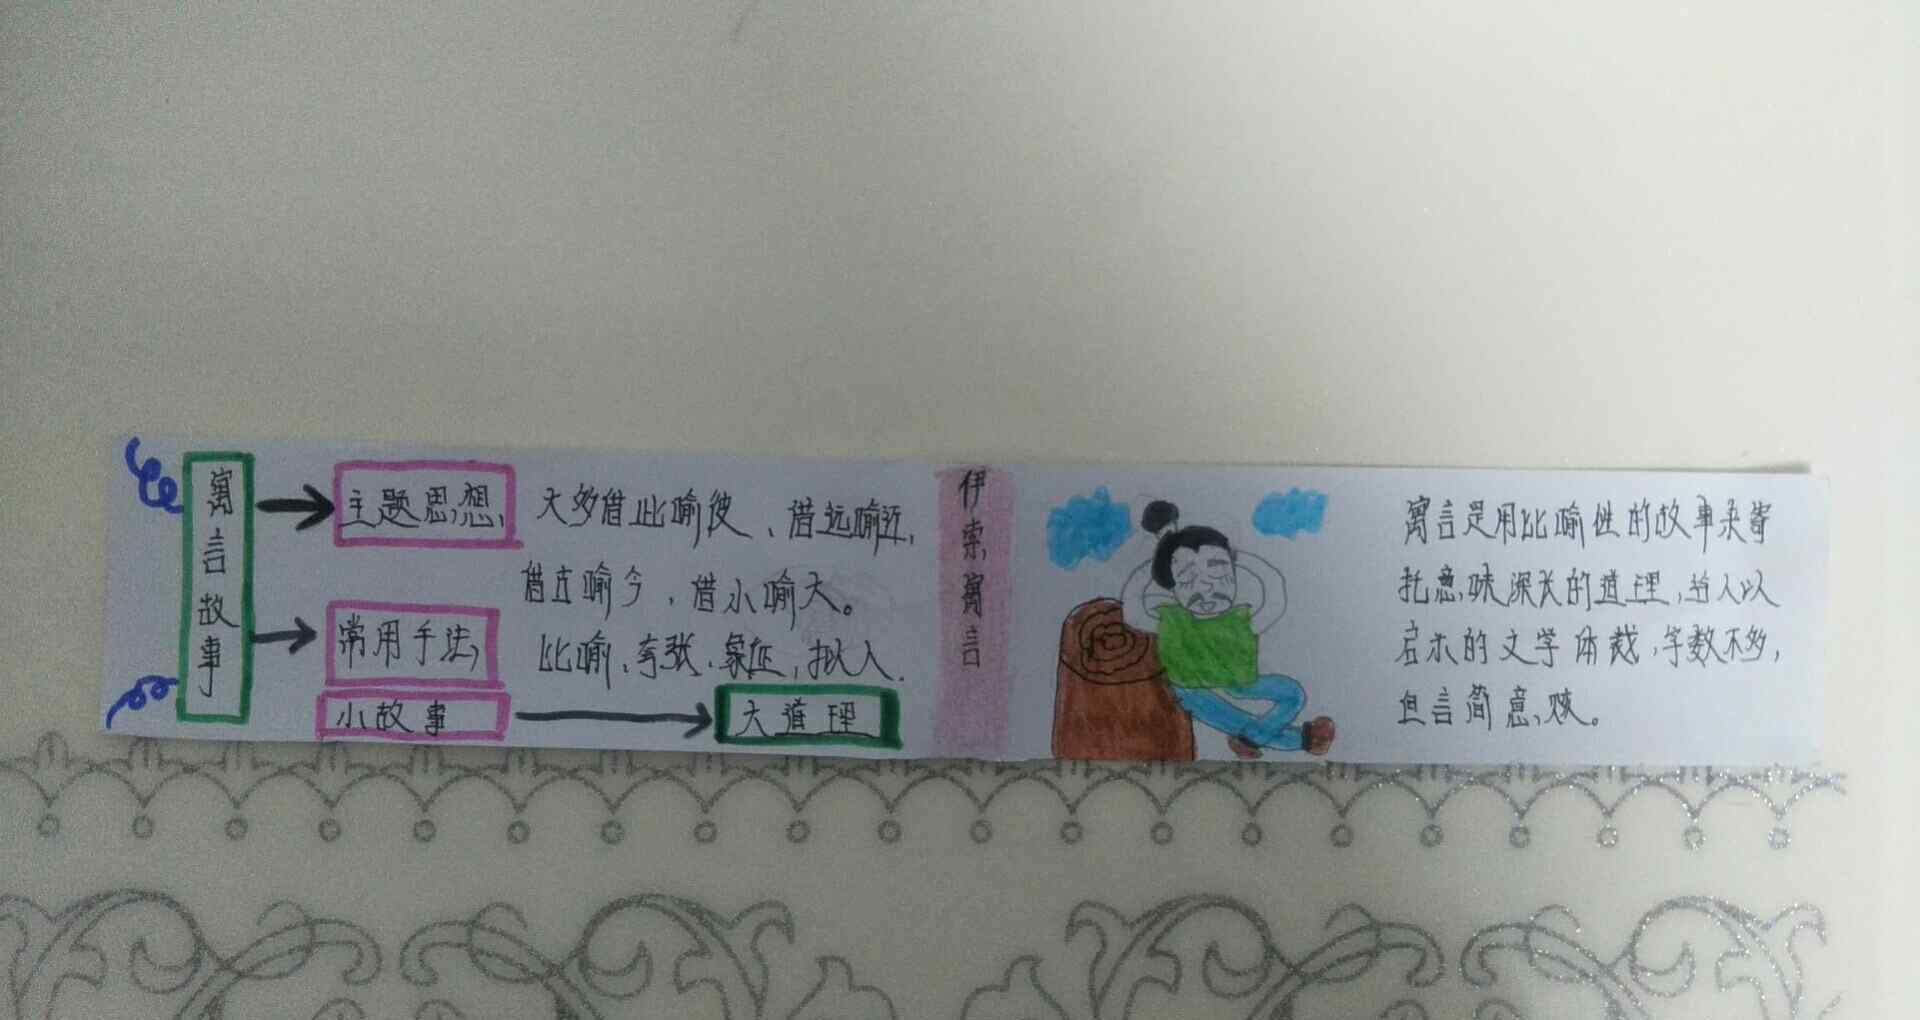 寓言故事
主题思想
大多借此喻彼、借远喻近,
借古喻今,借小喻大。
常用手法
比喻、夸张、象征,拟人.
小故事
大道理
伊索寓言
寓言是用比喻性的故事来寄
托意味深长的道理,给人以
启示的文学体裁,字数不多,
但言简意赅。